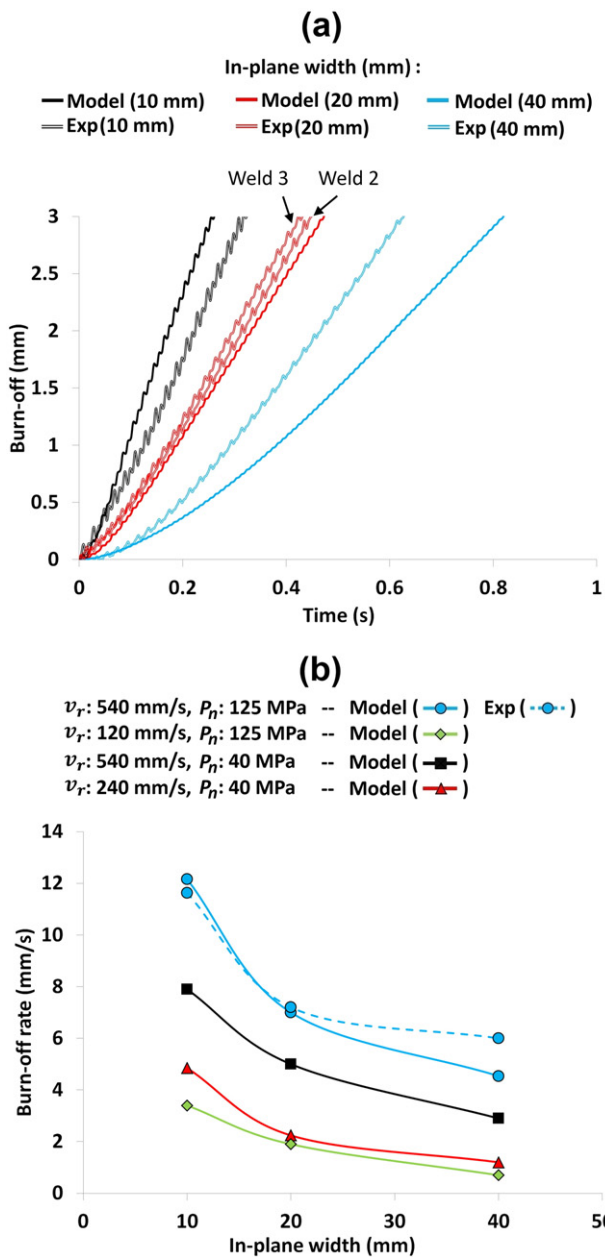 (a)
In-plane width (mm) :
Model (10 mm) Model (20 mm) Model (40 mm)
Exp(10 mm) Exp(20 mm) Exp (40 mm)
Weld 3 Weld 2
3
2.5
2
1.5
1
0.5
0
Burn-off (mm)
0 0.2 0.4 0.6 0.8 1
Time (s)
(b)
v_r: 540 mm/s, P_n: 125 MPa -- Model ( ) Exp ( )
v_r: 120 mm/s, P_n: 125 MPa -- Model ( )
v_r: 540 mm/s, P_n: 40 MPa -- Model ( )
v_r: 240 mm/s, P_n: 40 MPa -- Model ( )
14
12
10
8
6
4
2
0
Burn-off rate (mm/s)
0 10 20 30 40 50
In-plane width (mm)